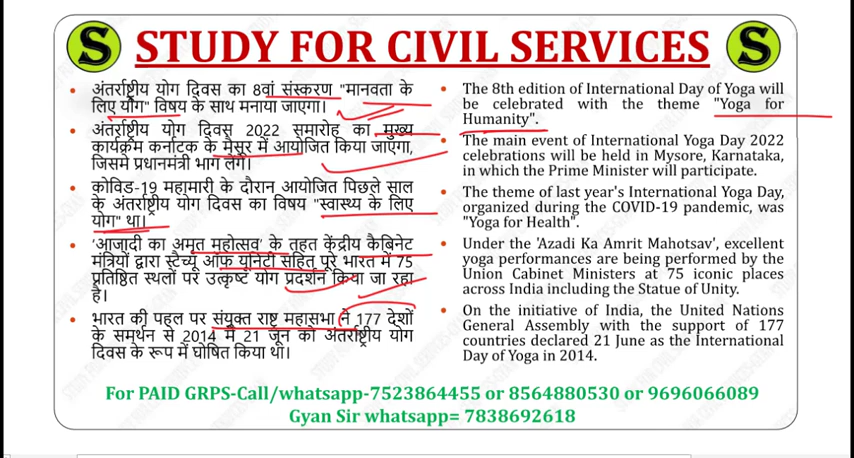 S STUDY FOR CIVIL SERVICES S
अंतर्राष्ट्रीय योग दिवस का 8वां संस्करण "मानवता के
लिए योग" विषय के साथ मनाया जाएगा।
अंतर्राष्ट्रीय योग दिवस 2022 समारोह का मुख्य
कार्यक्रम कर्नाटक के मैसूर में आयोजित किया जाएगा,
जिसमें प्रधानमंत्री भाग लेंगे।
कोविड-19 महामारी के दौरान आयोजित पिछले साल
के अंतर्राष्ट्रीय योग दिवस का विषय "स्वास्थ्य के लिए
योग" था।
'आजादी का अमृत महोत्सव' के तहत केंद्रीय कैबिनेट
मंत्रियों द्वारा स्टैच्यू ऑफ यूनिटी सहित पूरे भारत में 75
प्रतिष्ठित स्थलों पर उत्कृष्ट योग प्रदर्शन किया जा रहा
है।
भारत की पहल पर संयुक्त राष्ट्र महासभा ने 177 देशों
के समर्थन से 2014 में 21 जून को अंतर्राष्ट्रीय योग
दिवस के रूप में घोषित किया था।
The 8th edition of International Day of Yoga will
be celebrated with the theme "Yoga for
Humanity".
The main event of International Yoga Day 2022
celebrations will be held in Mysore, Karnataka,
in which the Prime Minister will participate.
The theme of last year's International Yoga Day,
organized during the COVID-19 pandemic, was
"Yoga for Health".
Under the 'Azadi Ka Amrit Mahotsav', excellent
yoga performances are being performed by the
Union Cabinet Ministers at 75 iconic places
across India including the Statue of Unity.
On the initiative of India, the United Nations
General Assembly with the support of 177
countries declared 21 June as the International
Day of Yoga in 2014.
For PAID GRPS-Call/whatsapp-7523864455 or 8564880530 or 9696066089
Gyan Sir whatsapp= 7838692618